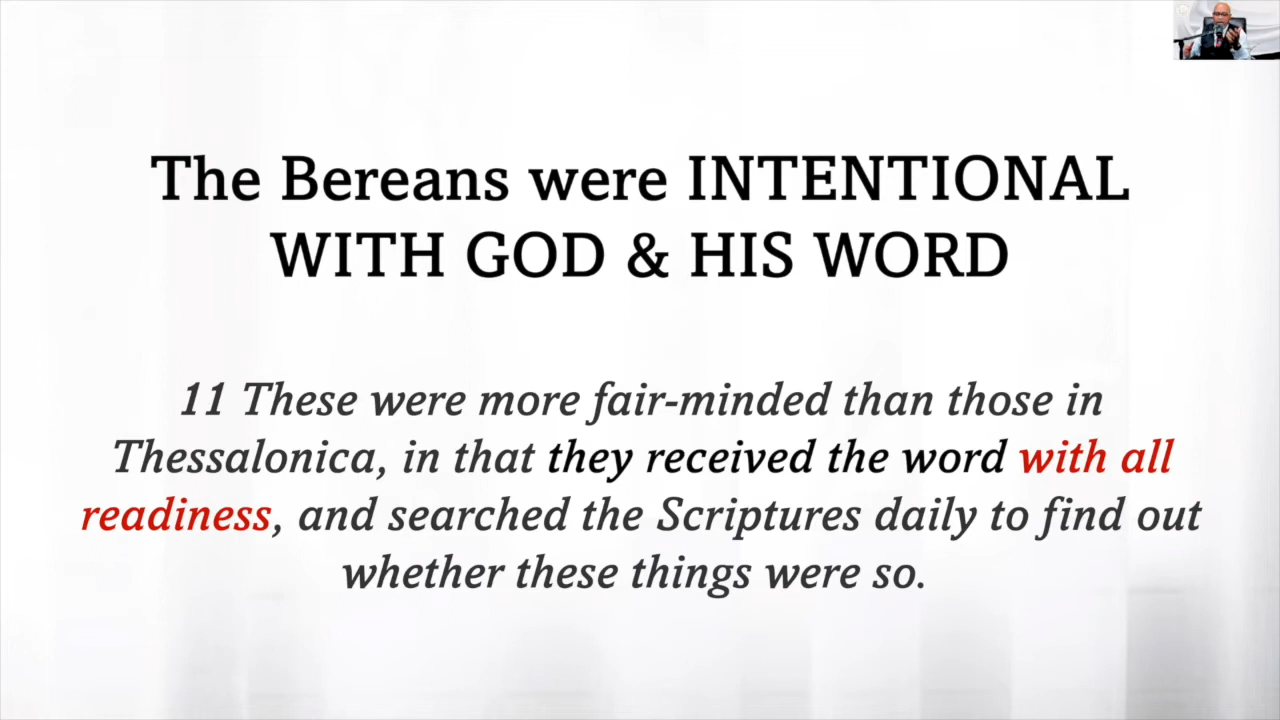 The Bereans were INTENTIONAL
WITH GOD & HIS WORD
11 These were more fair-minded than those in
Thessalonica, in that they received the word with all
readiness, and searched the Scriptures daily to find out
whether these things were so.